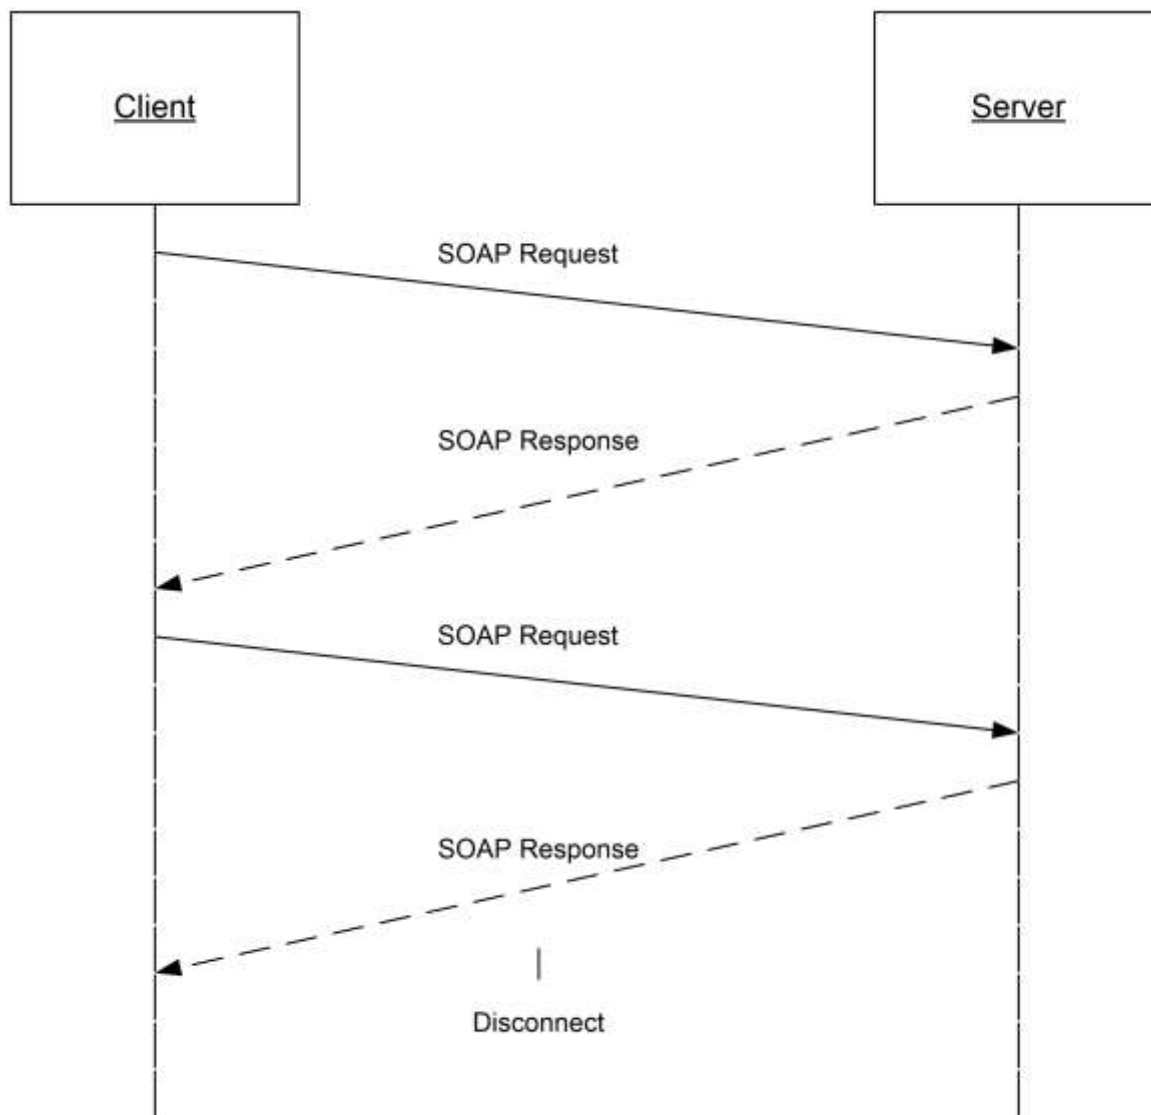 Client
Server
SOAP Request
SOAP Response
SOAP Request
SOAP Response
Disconnect